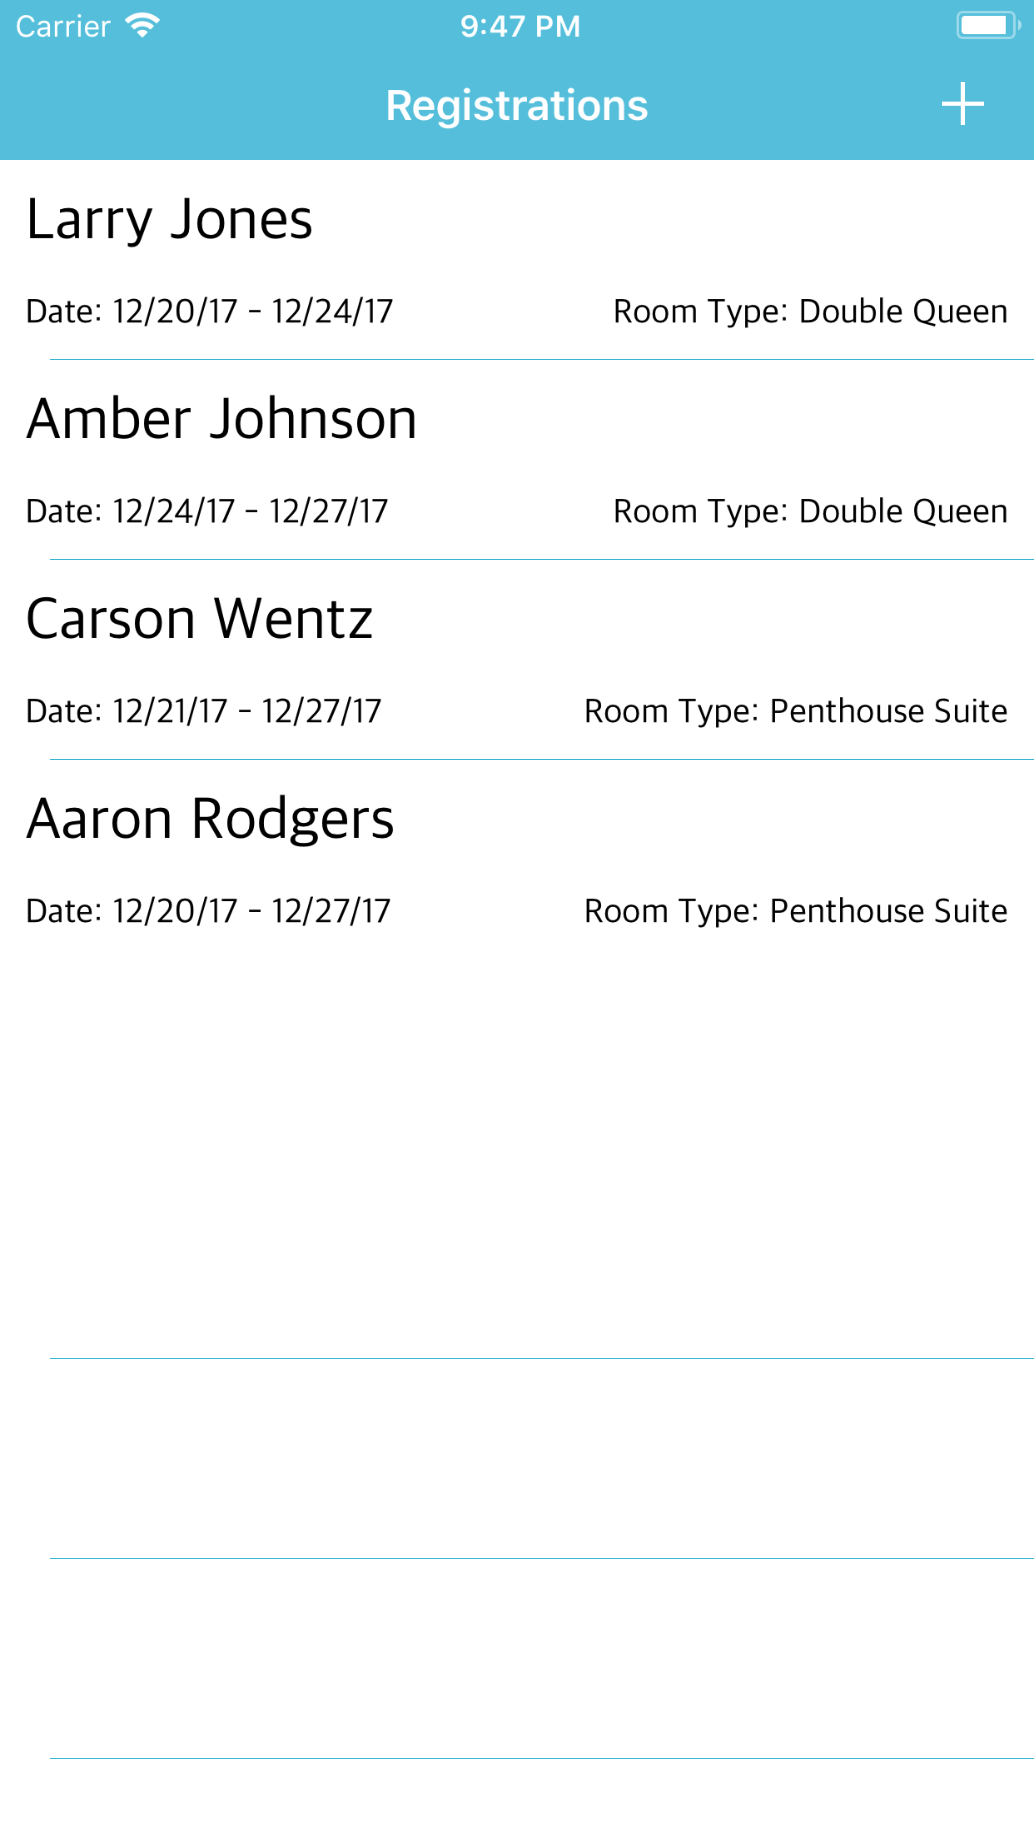 Carrier 9:47 PM
Registrations +
Larry Jones
Date: 12/20/17 - 12/24/17 Room Type: Double Queen
Amber Johnson
Date: 12/24/17 - 12/27/17 Room Type: Double Queen
Carson Wentz
Date: 12/21/17 - 12/27/17 Room Type: Penthouse Suite
Aaron Rodgers
Date: 12/20/17 - 12/27/17 Room Type: Penthouse Suite